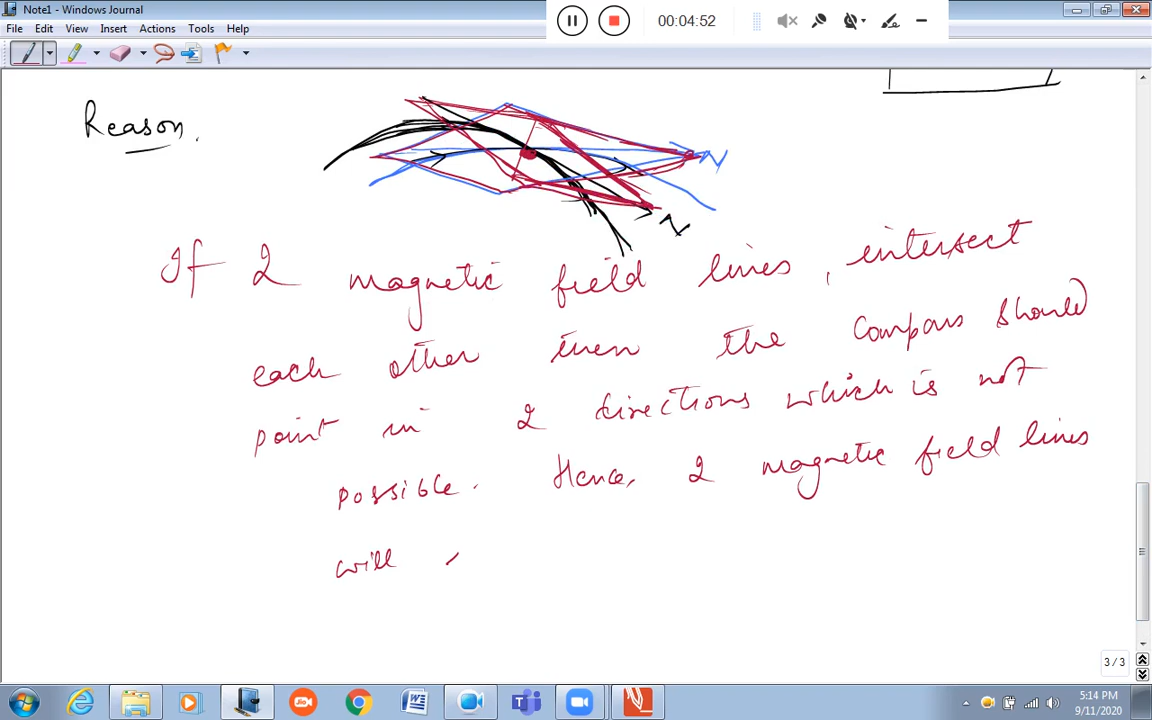 Note1 - Windows Journal
00:04:52
File Edit View Insert Actions Tools Help
Reason.
N
N
If 2 magnetic field lines, intersect
each other then the Compass should
point in 2 directions which is not
possible. Hence, 2 magnetic field lines
will
3 / 3
5:14 PM
9/11/2020